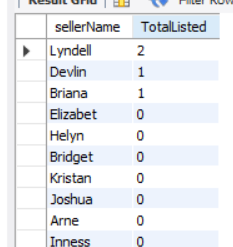 Result Grid Filter Row
sellerName TotalListed
Lyndell 2
Devlin 1
Briana 1
Elizabet 0
Helyn 0
Bridget 0
Kristan 0
Joshua 0
Arne 0
Inness 0